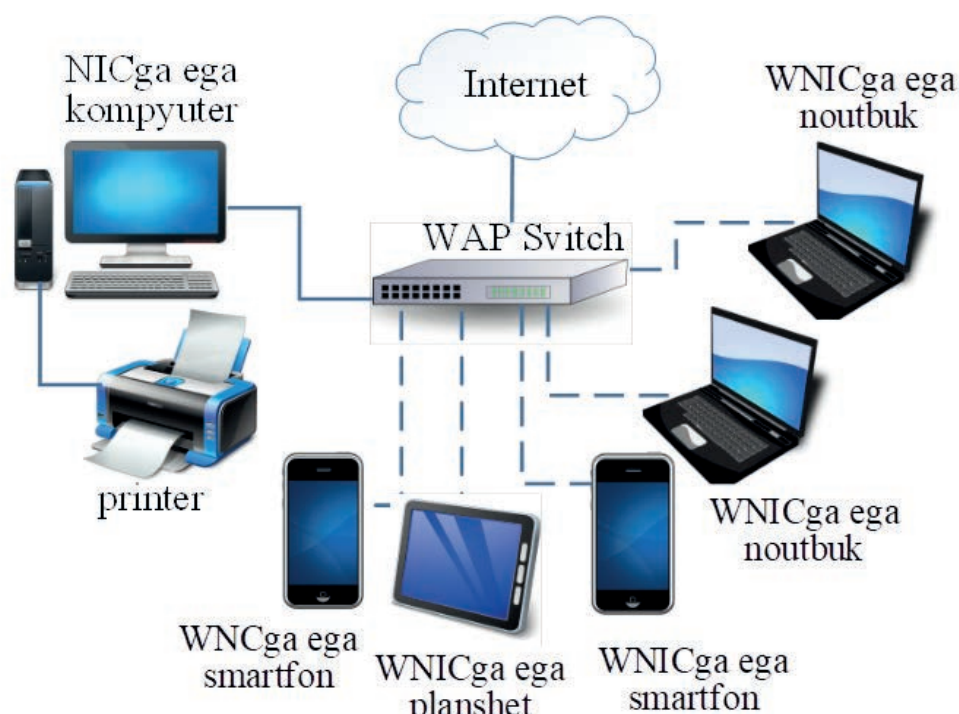 NICga ega
kompyuter
Internet
WNICga ega
noutbuk
WAP Svitch
printer
WNICga ega
noutbuk
WNCga ega
smartfon
WNICga ega
planshet
WNICga ega
smartfon